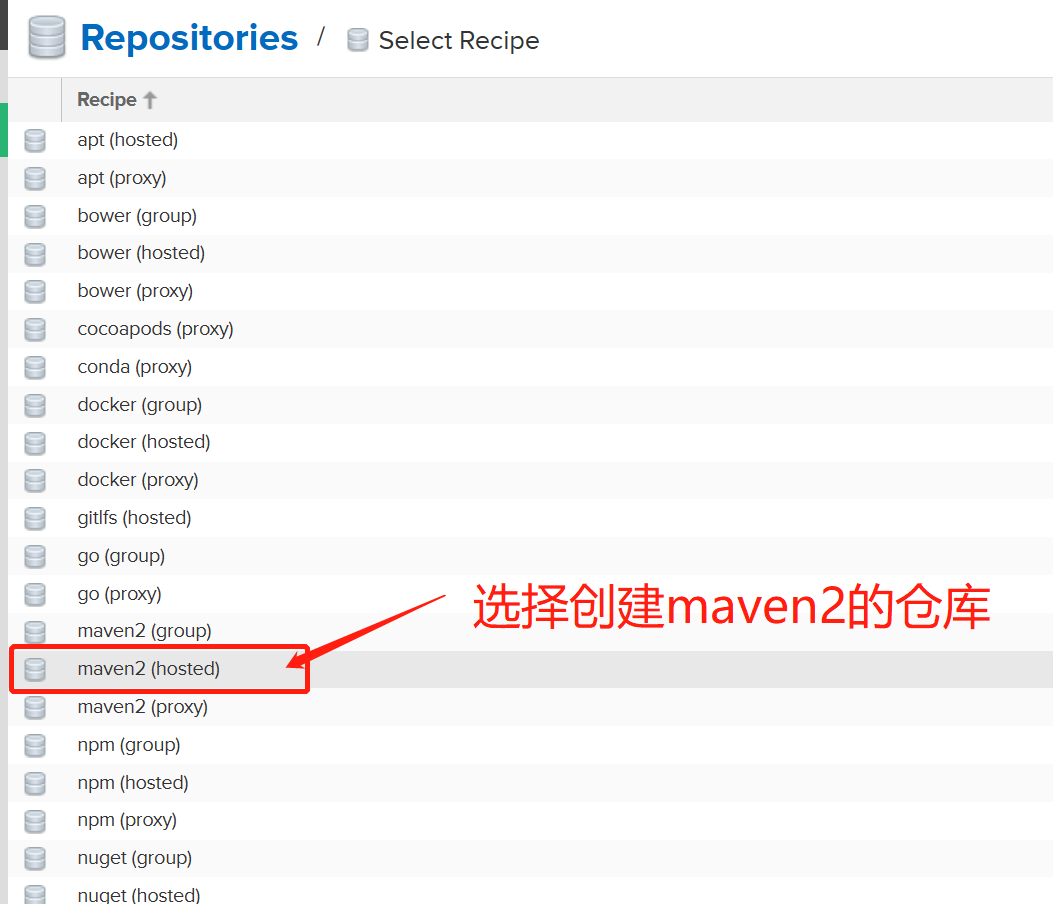 Repositories / Select Recipe
Recipe
apt (hosted)
apt (proxy)
bower (group)
bower (hosted)
bower (proxy)
cocoapods (proxy)
conda (proxy)
docker (group)
docker (hosted)
docker (proxy)
gitlfs (hosted)
go (group)
go (proxy)
选择创建maven2的仓库
maven2 (group)
maven2 (hosted)
maven2 (proxy)
npm (group)
npm (hosted)
npm (proxy)
nuget (group)
nuget (hosted)